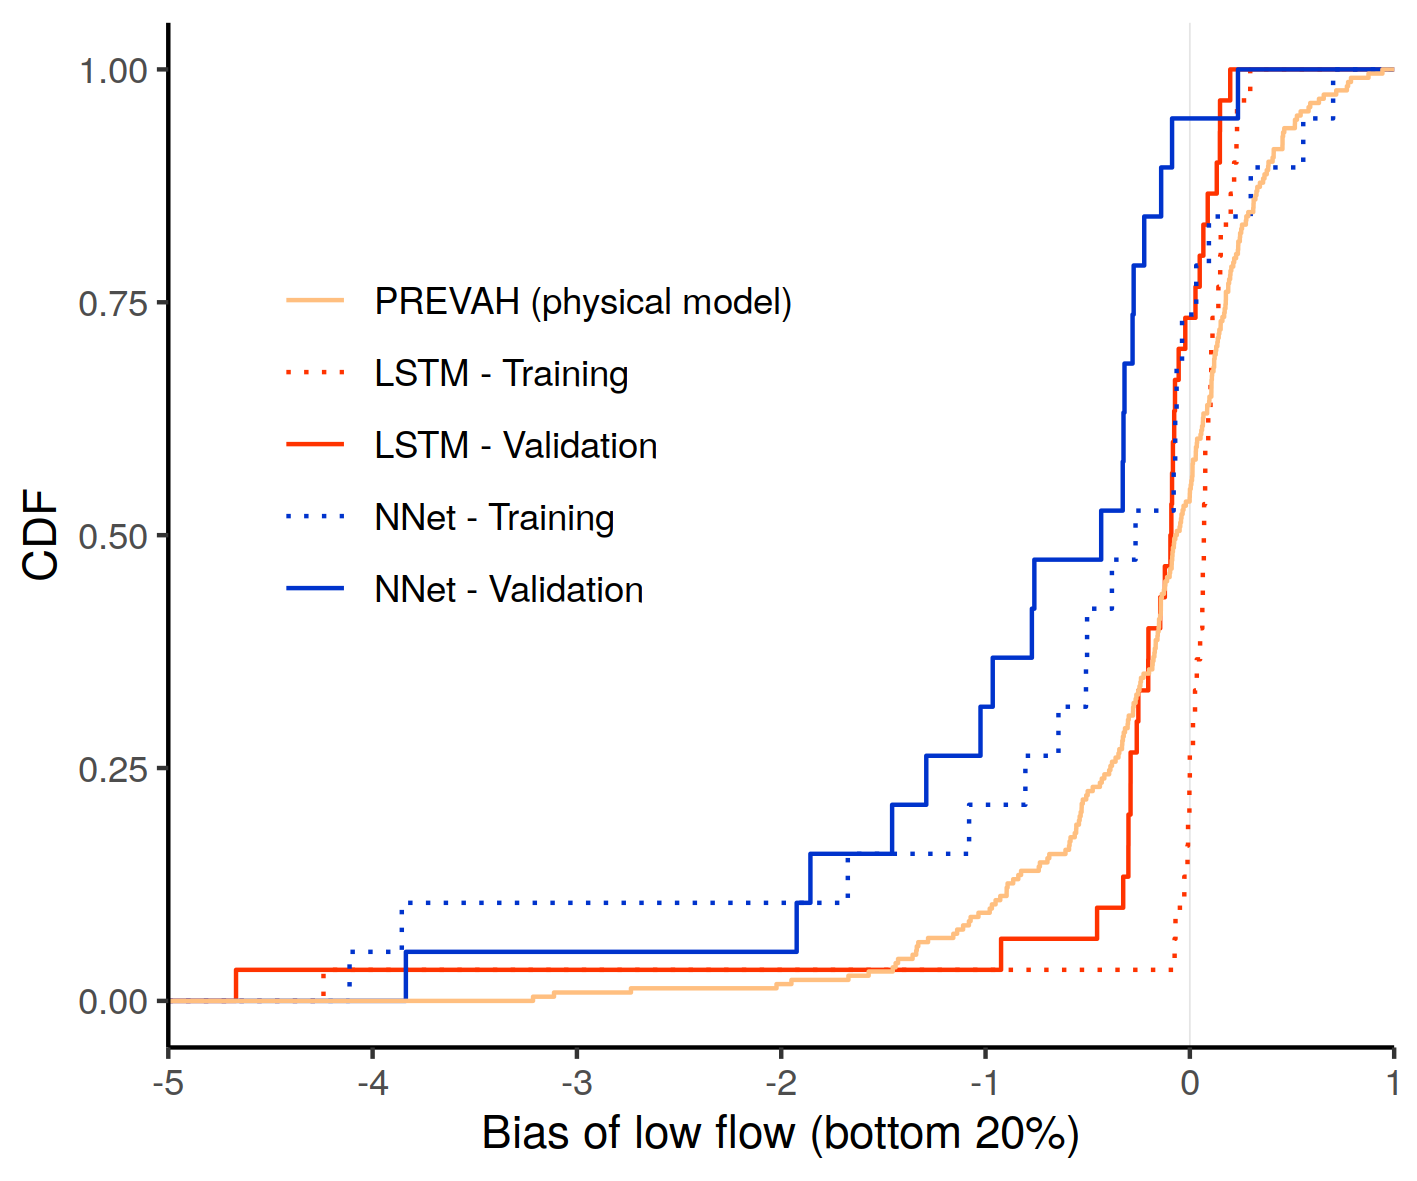 1.00
0.75
0.50
0.25
0.00
CDF
PREVAH (physical model)
LSTM - Training
LSTM - Validation
NNet - Training
NNet - Validation
-5 -4 -3 -2 -1 0 1
Bias of low flow (bottom 20%)